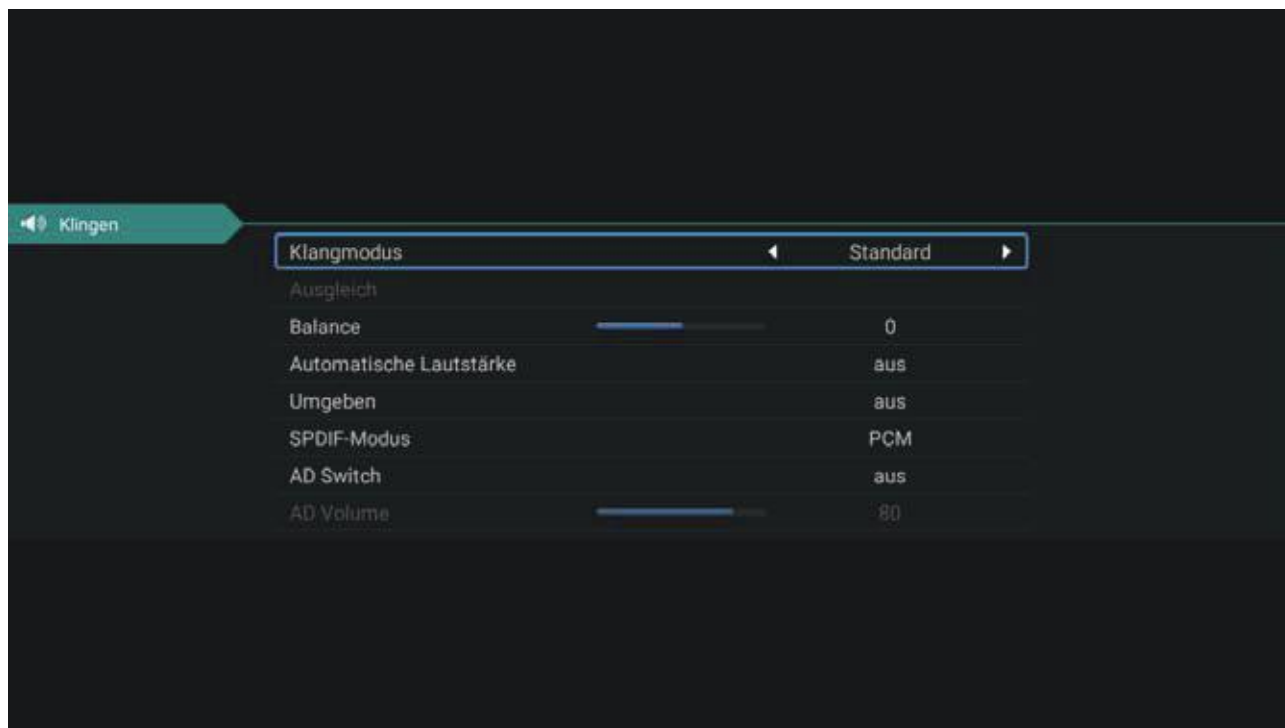 Klingen
Klangmodus Standard
Ausgleich
Balance 0
Automatische Lautstärke aus
Umgeben aus
SPDIF-Modus PCM
AD Switch aus
AD Volume 80